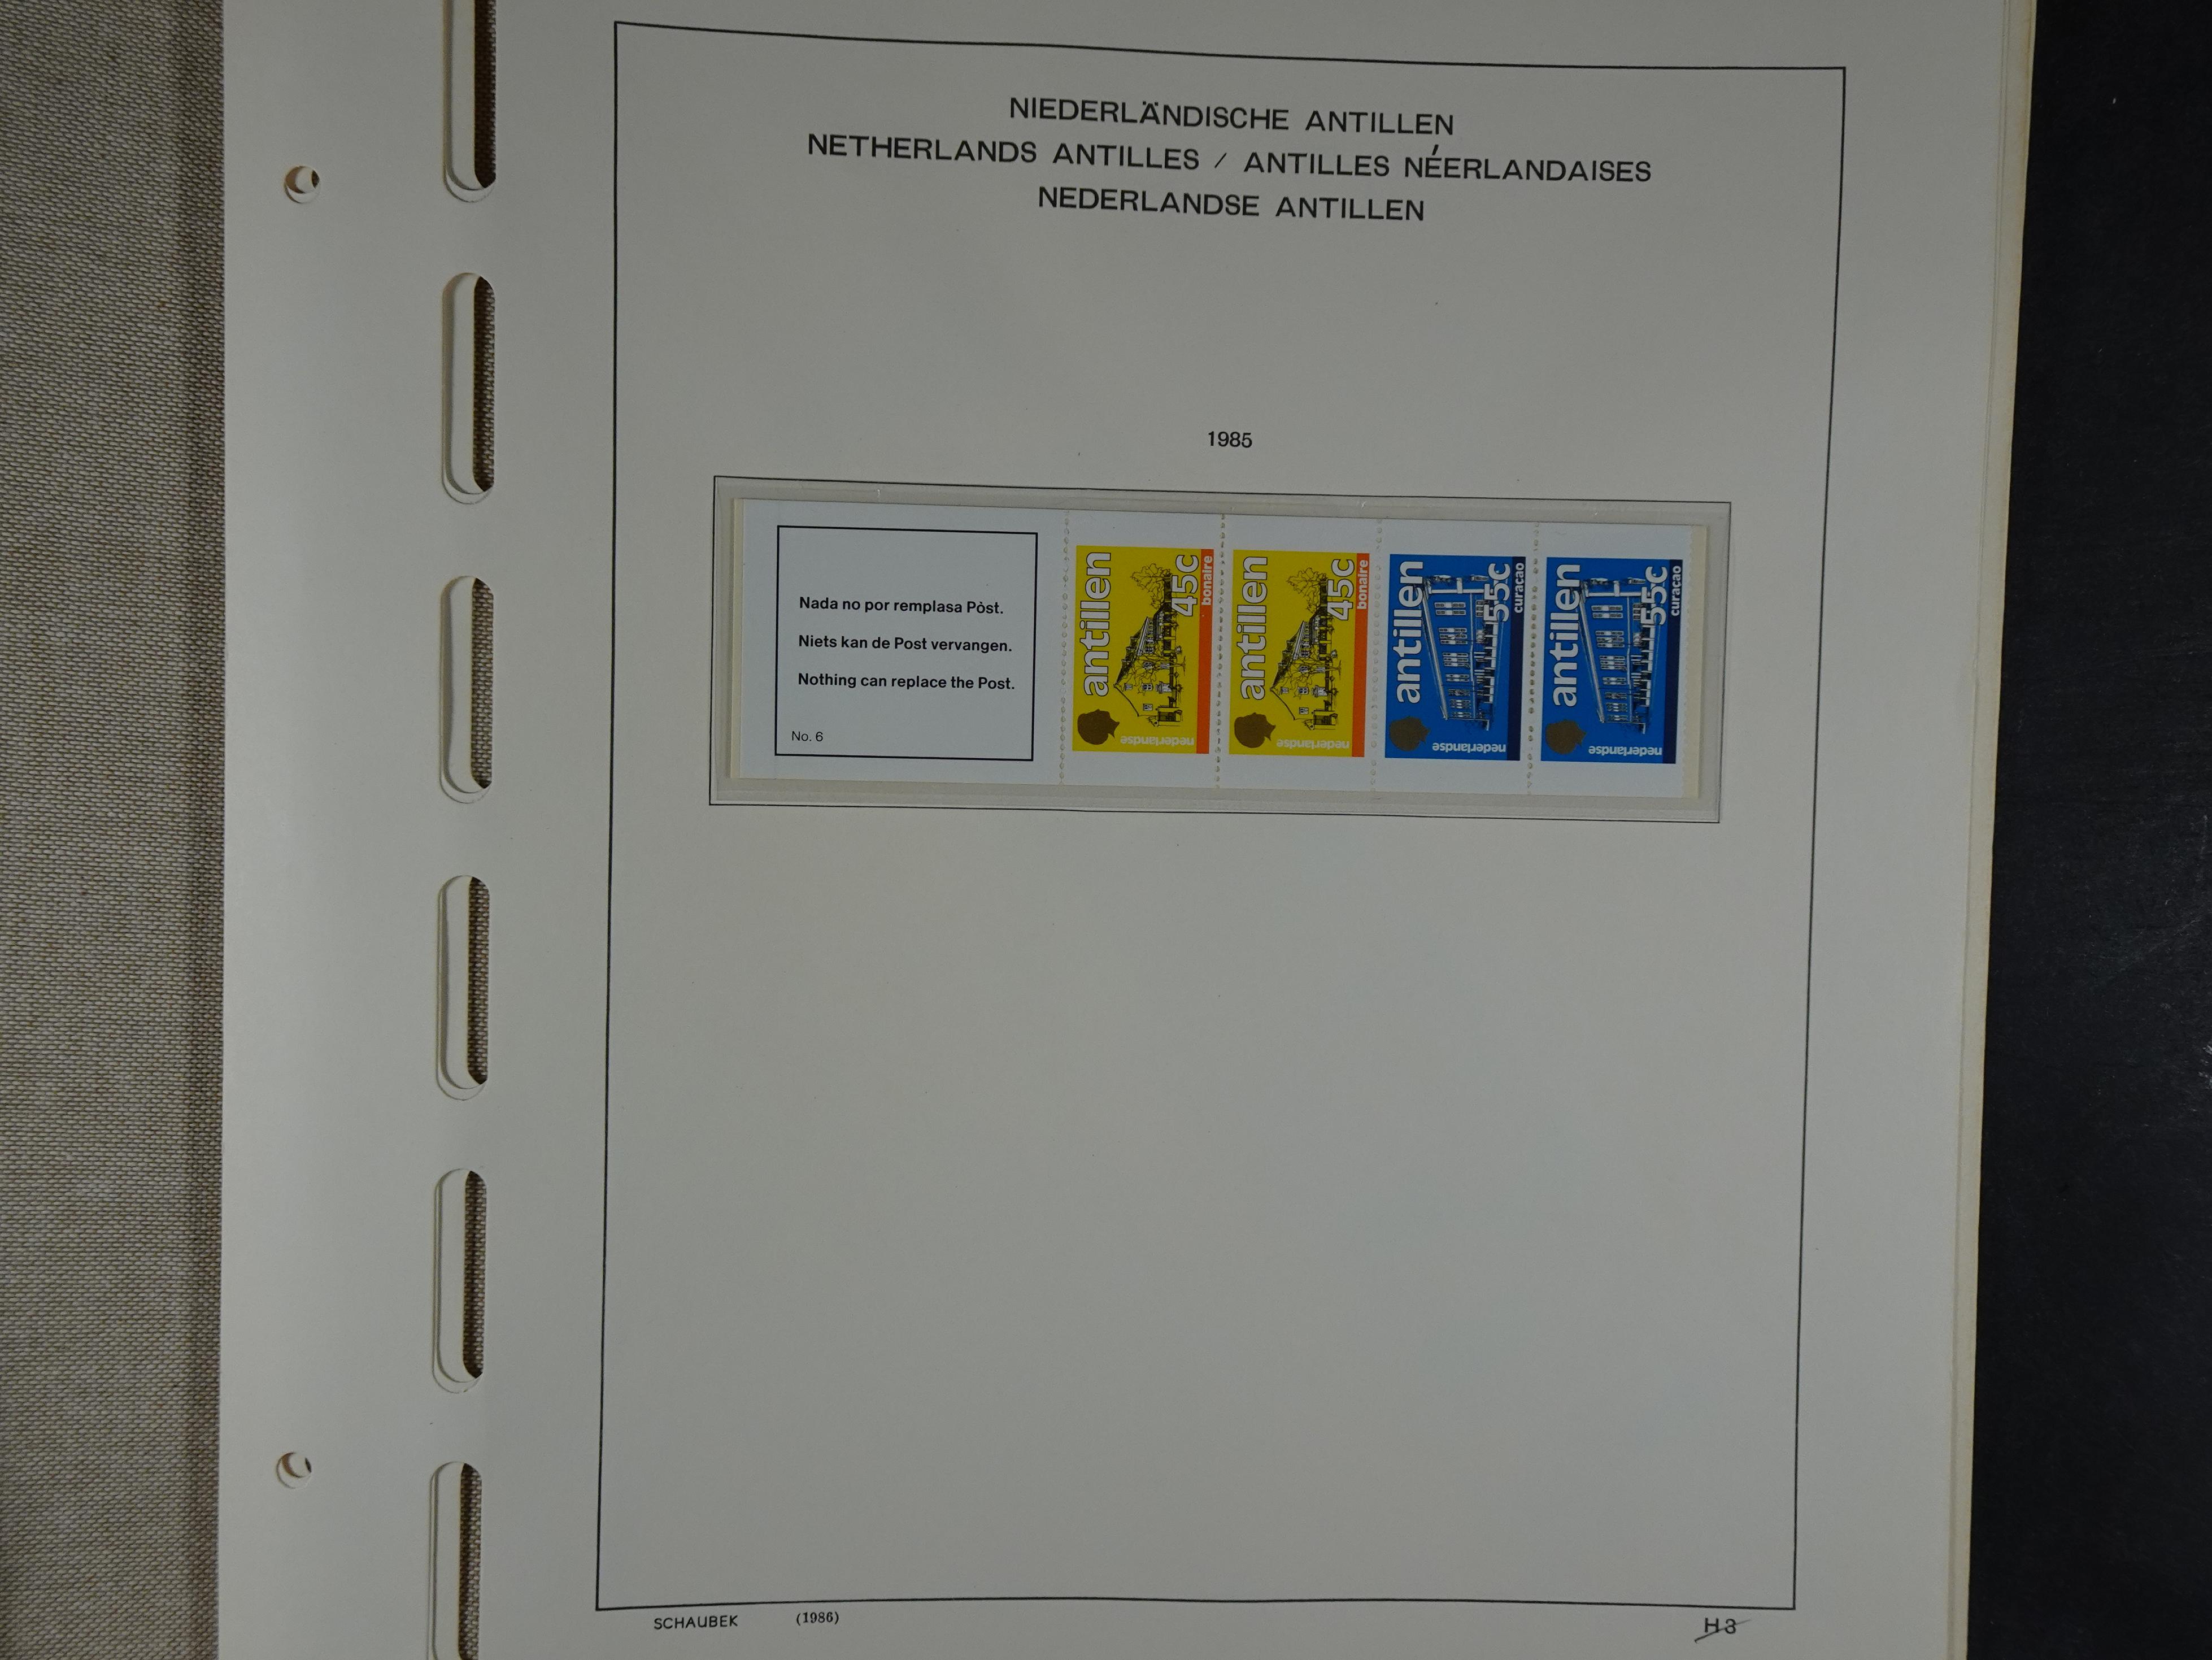 NIEDERLÄNDISCHE ANTILLEN
NETHERLANDS ANTILLES / ANTILLES NÉERLANDAISES
NEDERLANDSE ANTILLEN
1985
Nada no por remplasa Pòst.
Niets kan de Post vervangen.
Nothing can replace the Post.
No. 6
nederlandse
antillen
45c
bonaire
nederlandse
antillen
45c
bonaire
nederlandse
antillen
55c
curaçao
nederlandse
antillen
55c
curaçao
SCHAUBEK (1986)
H3